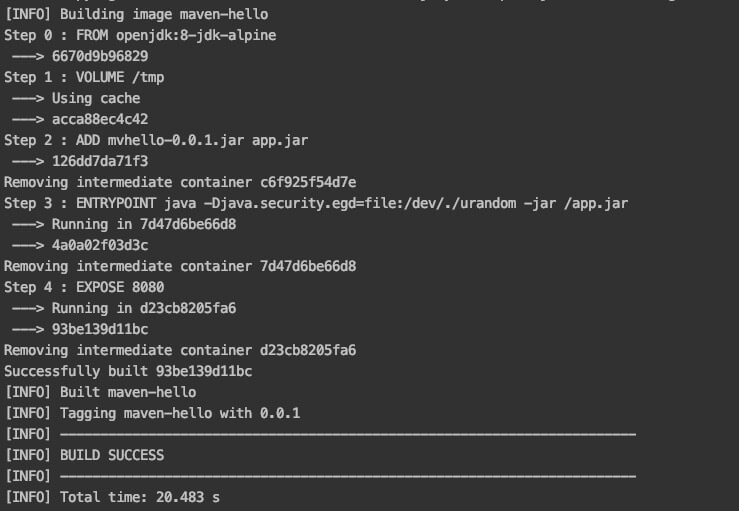 [INFO] Building image maven-hello
Step 0 : FROM openjdk:8-jdk-alpine
---> 6670d9b96829
Step 1 : VOLUME /tmp
---> Using cache
---> acca88ec4c42
Step 2 : ADD mvhello-0.0.1.jar app.jar
---> 126dd7da71f3
Removing intermediate container c6f925f54d7e
Step 3 : ENTRYPOINT java -Djava.security.egd=file:/dev/./urandom -jar /app.jar
---> Running in 7d47d6be66d8
---> 4a0a02f03d3c
Removing intermediate container 7d47d6be66d8
Step 4 : EXPOSE 8080
---> Running in d23cb8205fa6
---> 93be139d11bc
Removing intermediate container d23cb8205fa6
Successfully built 93be139d11bc
[INFO] Built maven-hello
[INFO] Tagging maven-hello with 0.0.1
[INFO] ------------------------------------------------------------------------
[INFO] BUILD SUCCESS
[INFO] ------------------------------------------------------------------------
[INFO] Total time: 20.483 s